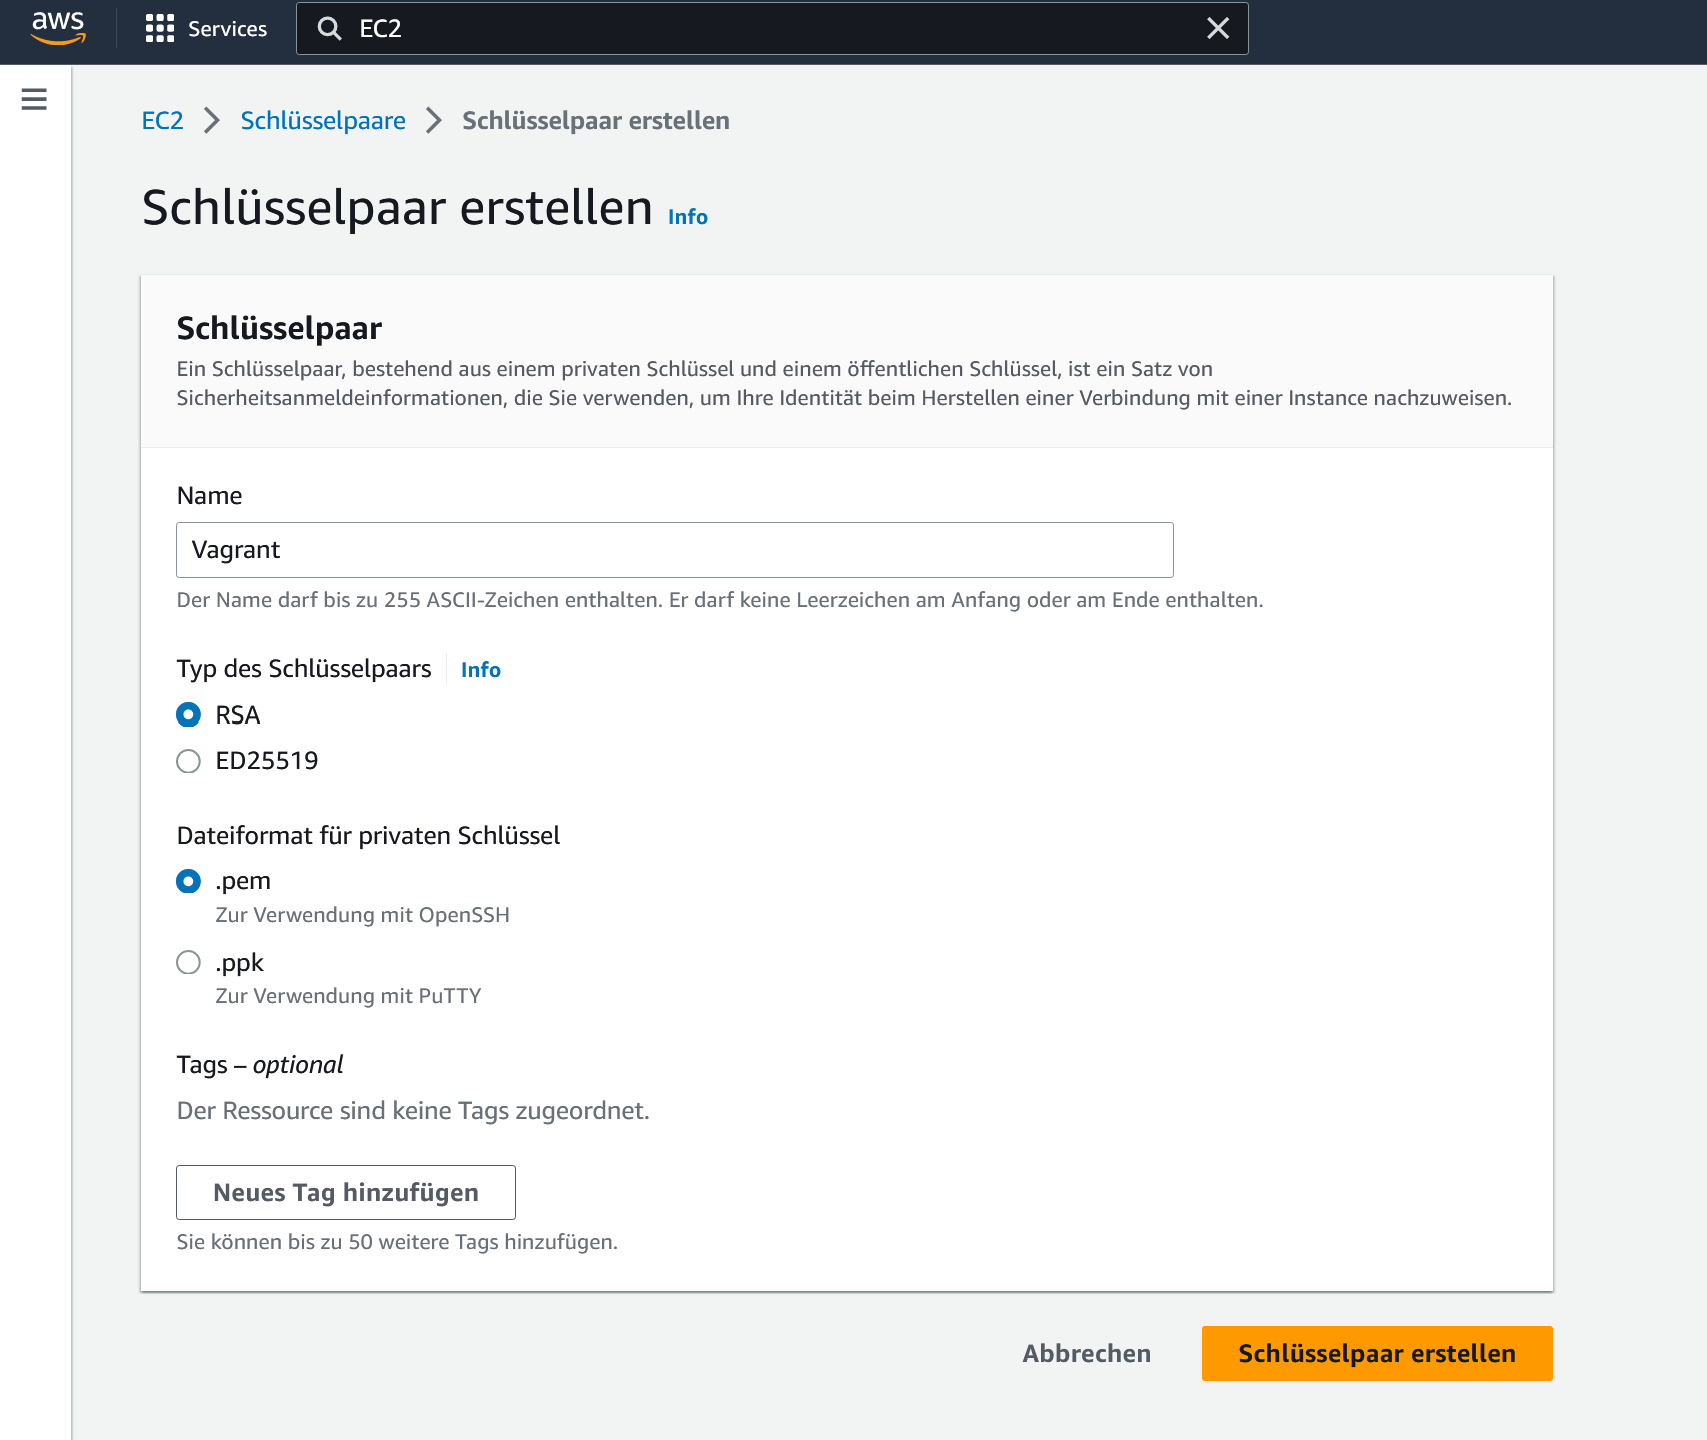 aws
Services
EC2
EC2 Schlüsselpaare Schlüsselpaar erstellen
Schlüsselpaar erstellen Info
Schlüsselpaar
Ein Schlüsselpaar, bestehend aus einem privaten Schlüssel und einem öffentlichen Schlüssel, ist ein Satz von
Sicherheitsanmeldeinformationen, die Sie verwenden, um Ihre Identität beim Herstellen einer Verbindung mit einer Instance nachzuweisen.
Name
Vagrant
Der Name darf bis zu 255 ASCII-Zeichen enthalten. Er darf keine Leerzeichen am Anfang oder am Ende enthalten.
Typ des Schlüsselpaars Info
RSA
ED25519
Dateiformat für privaten Schlüssel
.pem
Zur Verwendung mit OpenSSH
.ppk
Zur Verwendung mit PuTTY
Tags – optional
Der Ressource sind keine Tags zugeordnet.
Neues Tag hinzufügen
Sie können bis zu 50 weitere Tags hinzufügen.
Abbrechen
Schlüsselpaar erstellen